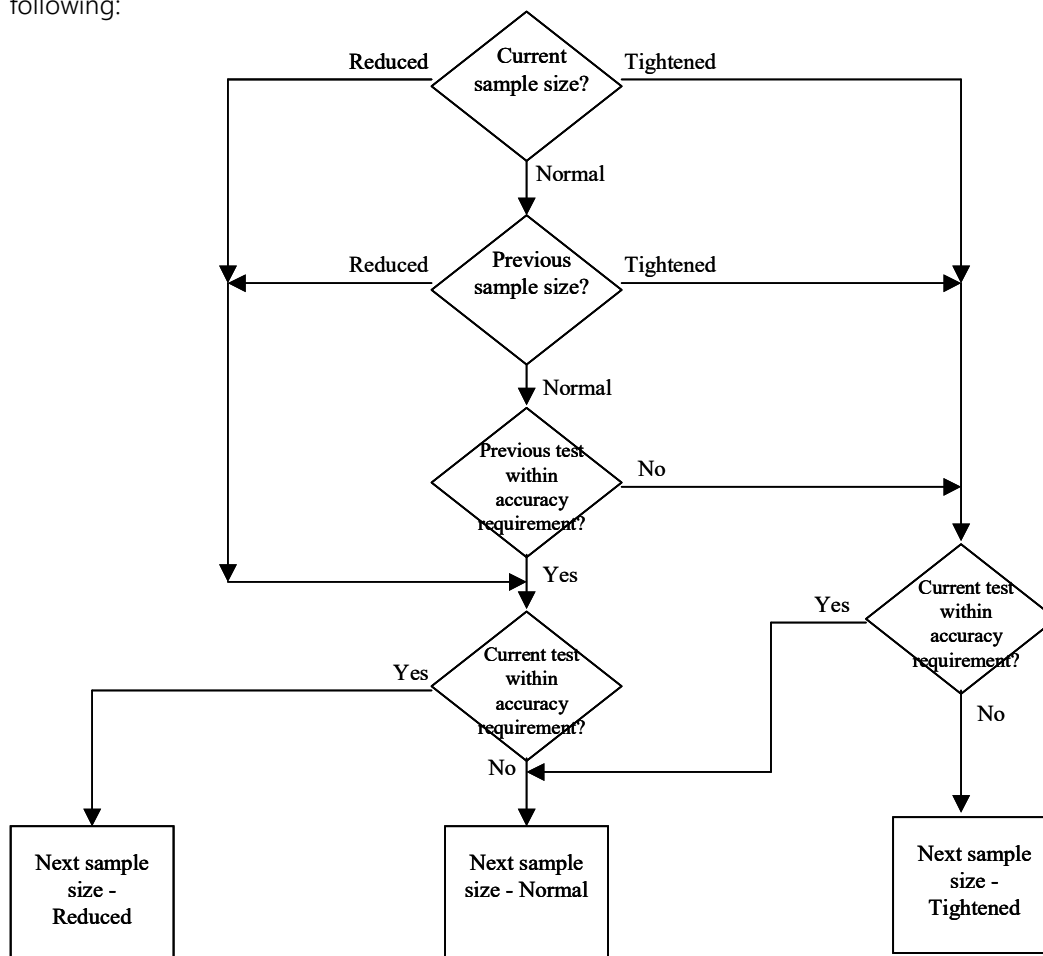 following:
Reduced
Current
sample size?
Tightened
Normal
Reduced
Previous
sample size?
Tightened
Normal
Previous test
within
accuracy
requirement?
No
Yes
Current test
within
accuracy
requirement?
Yes
Yes
Current test
within
accuracy
requirement?
No
No
Next sample
size -
Reduced
Next sample
size - Normal
Next sample
size -
Tightened